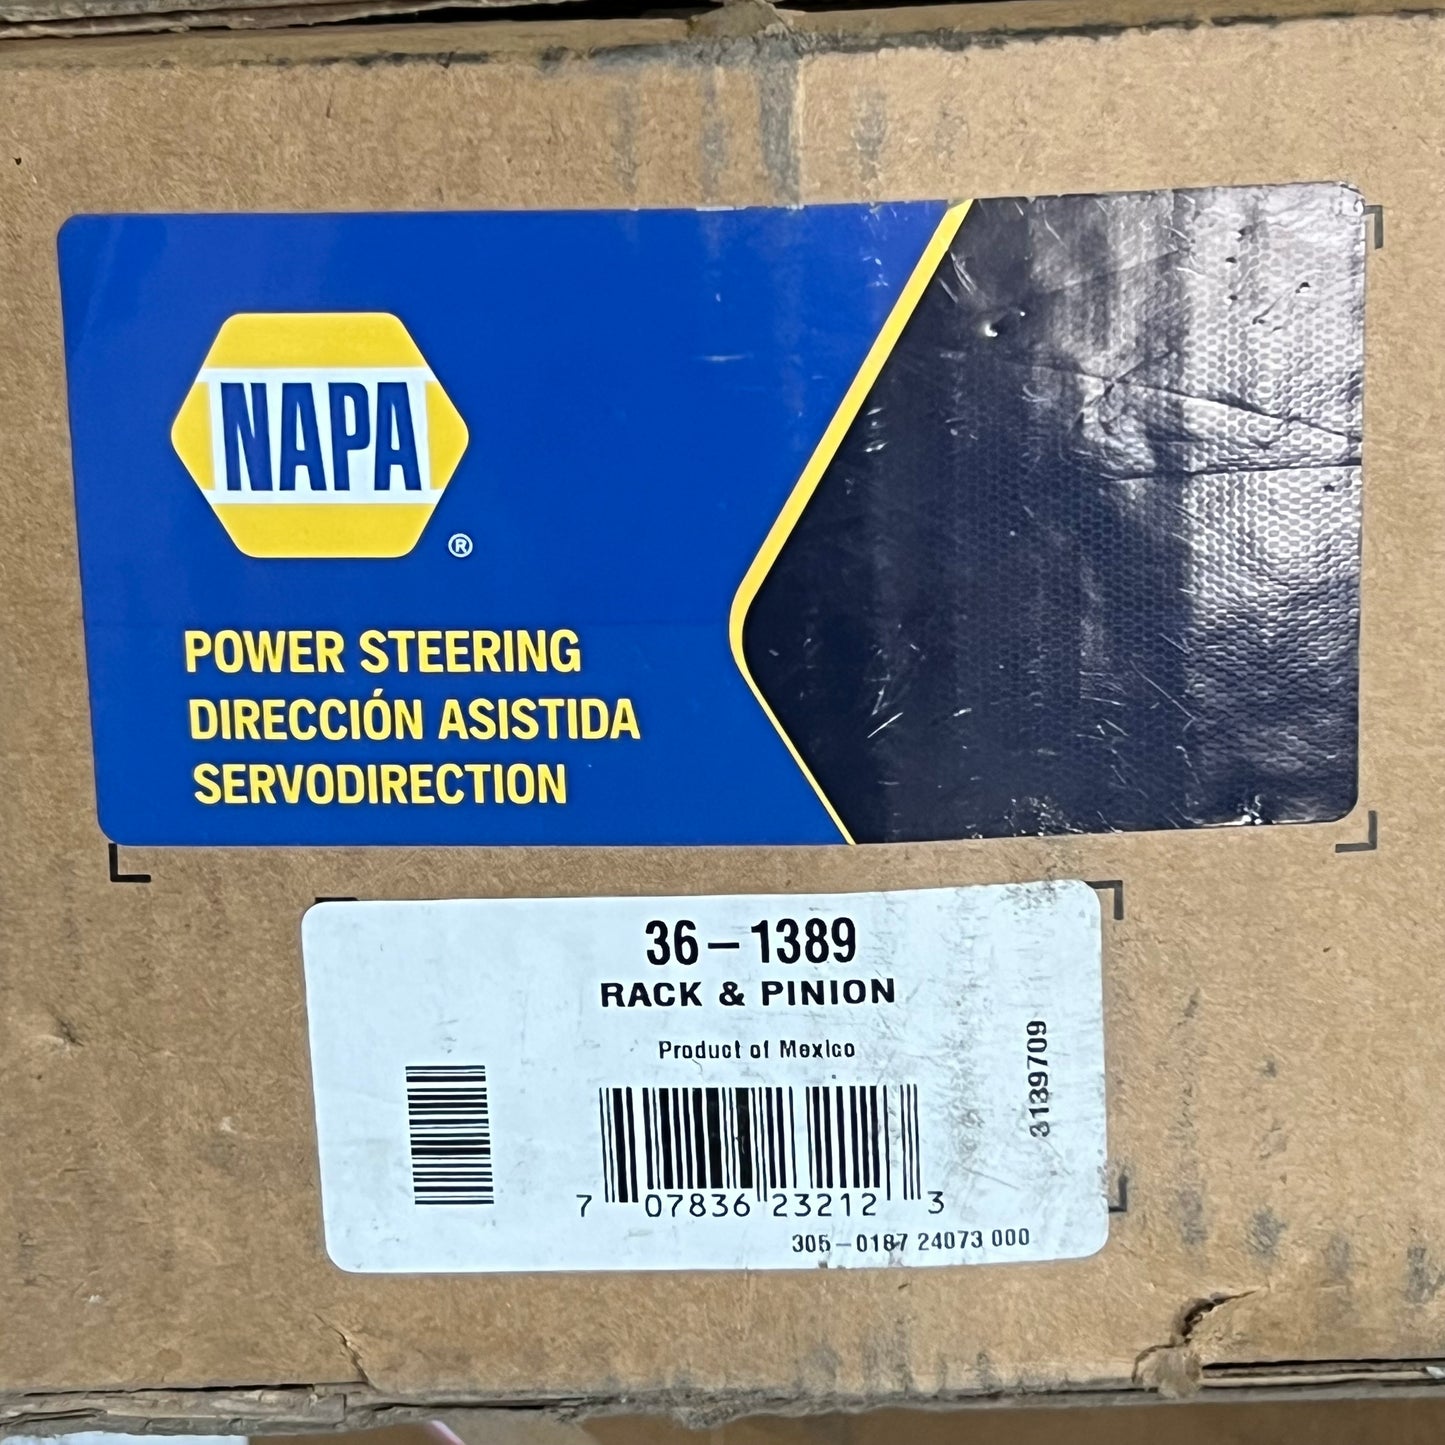 NAPA
®
POWER STEERING
DIRECCIÓN ASISTIDA
SERVODIRECTION
36-1389
RACK & PINION
Product of Mexico
3139709
7 07836 23212 3
305-0187 24073 000